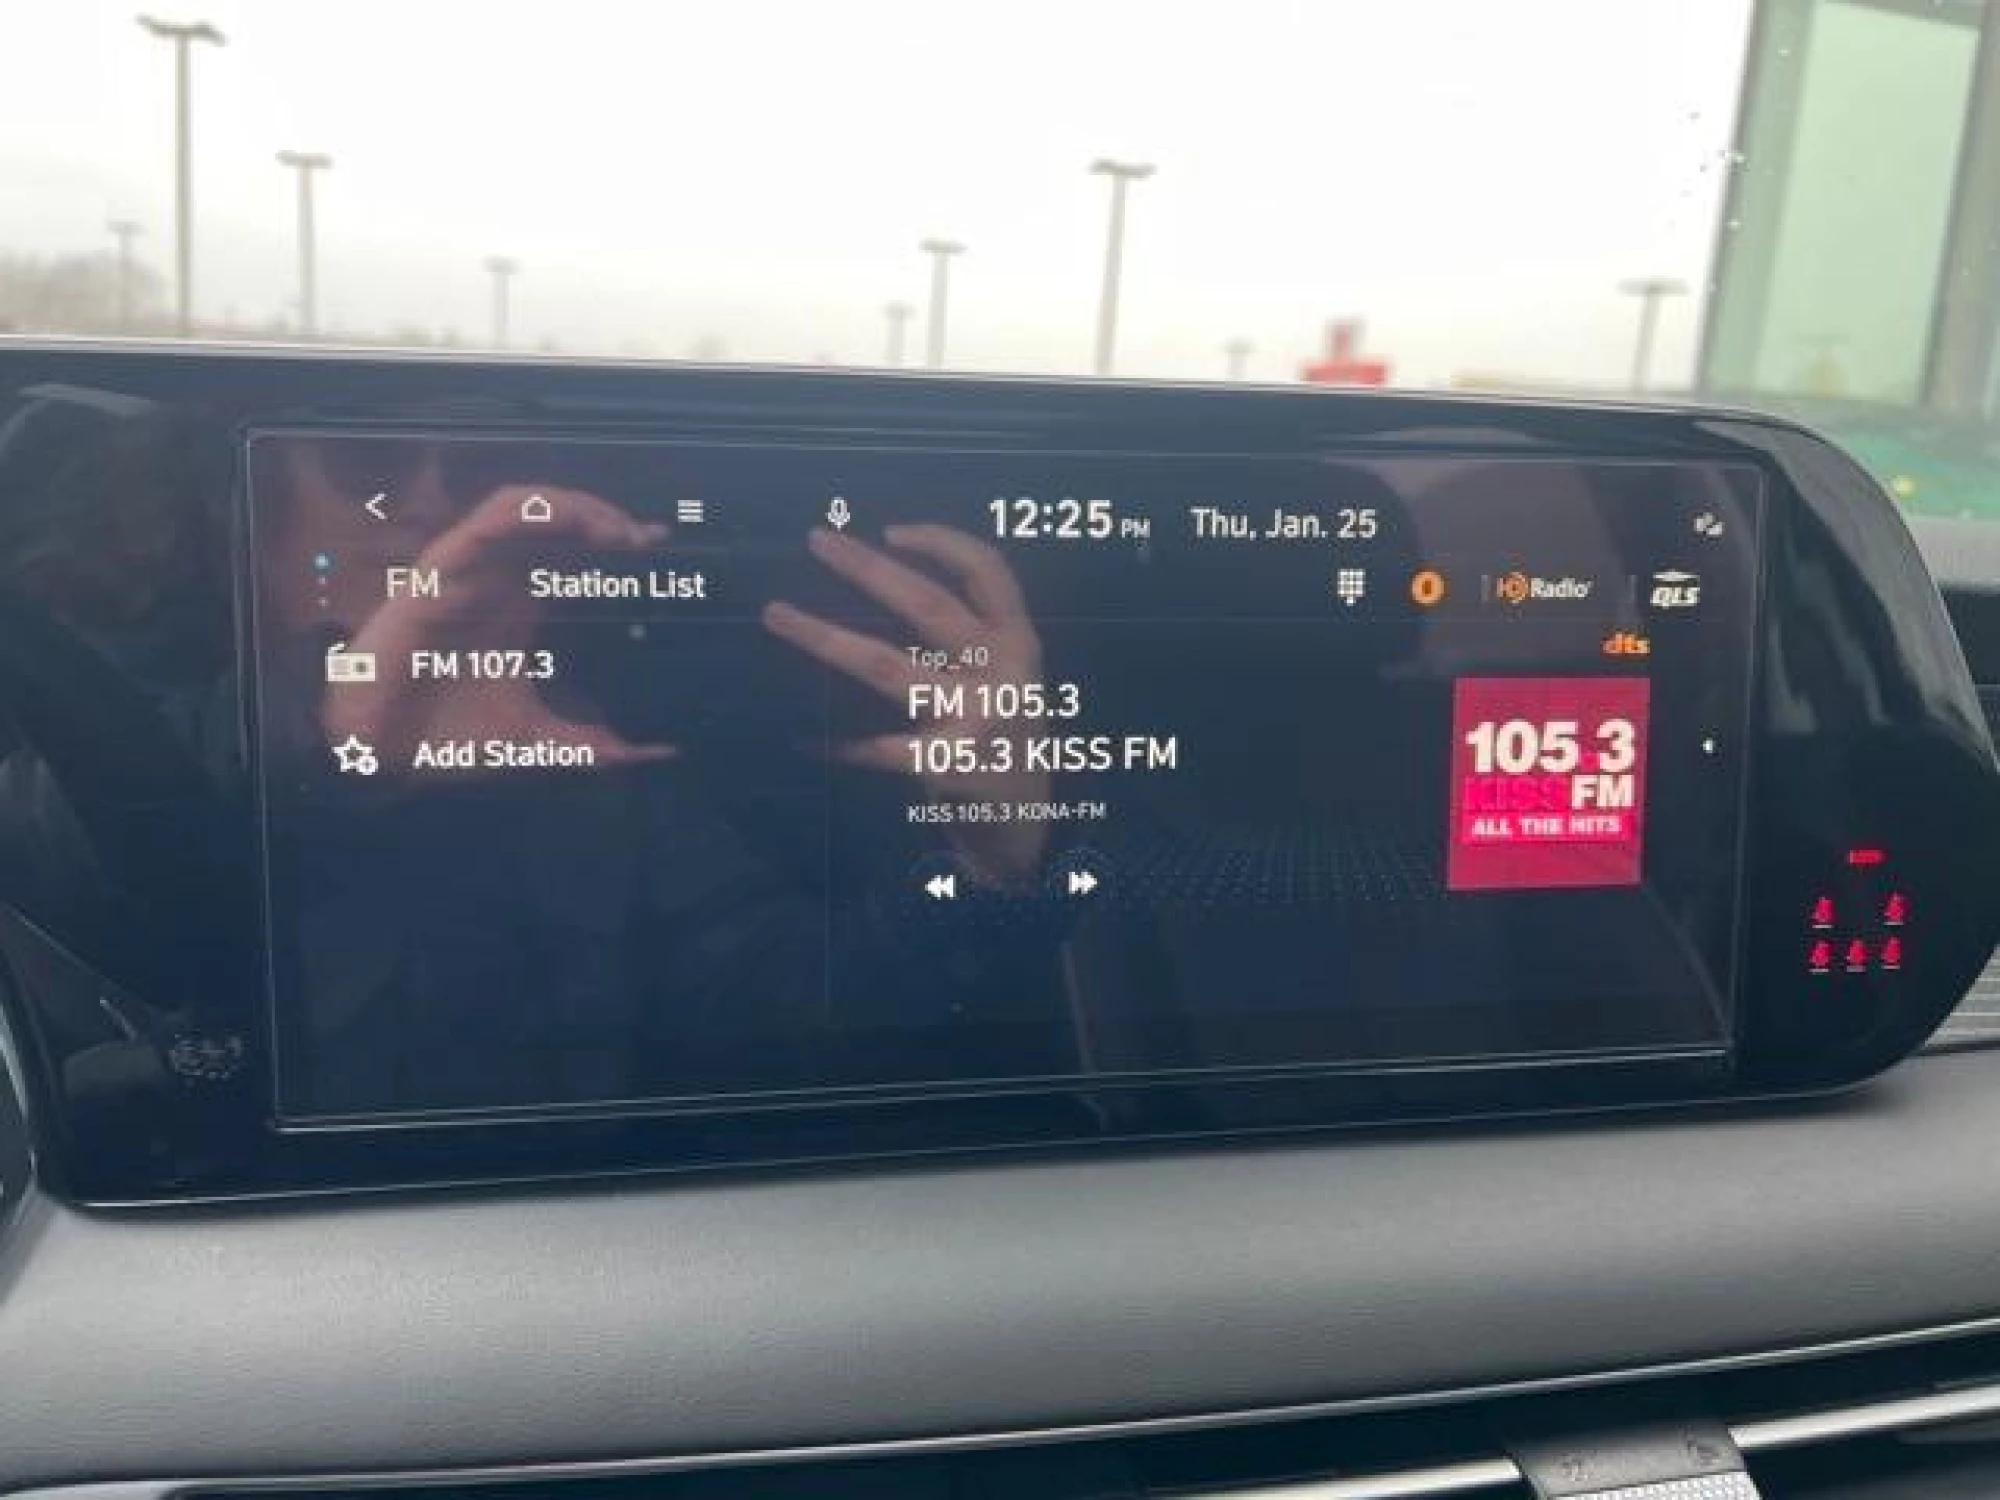 12:25 PM Thu, Jan. 25
FM Station List HD Radio QLS
dts
FM 107.3
Add Station
Top_40
FM 105.3
105.3 KISS FM
KISS 105.3 KONA-FM
105.3
KISS FM
ALL THE HITS